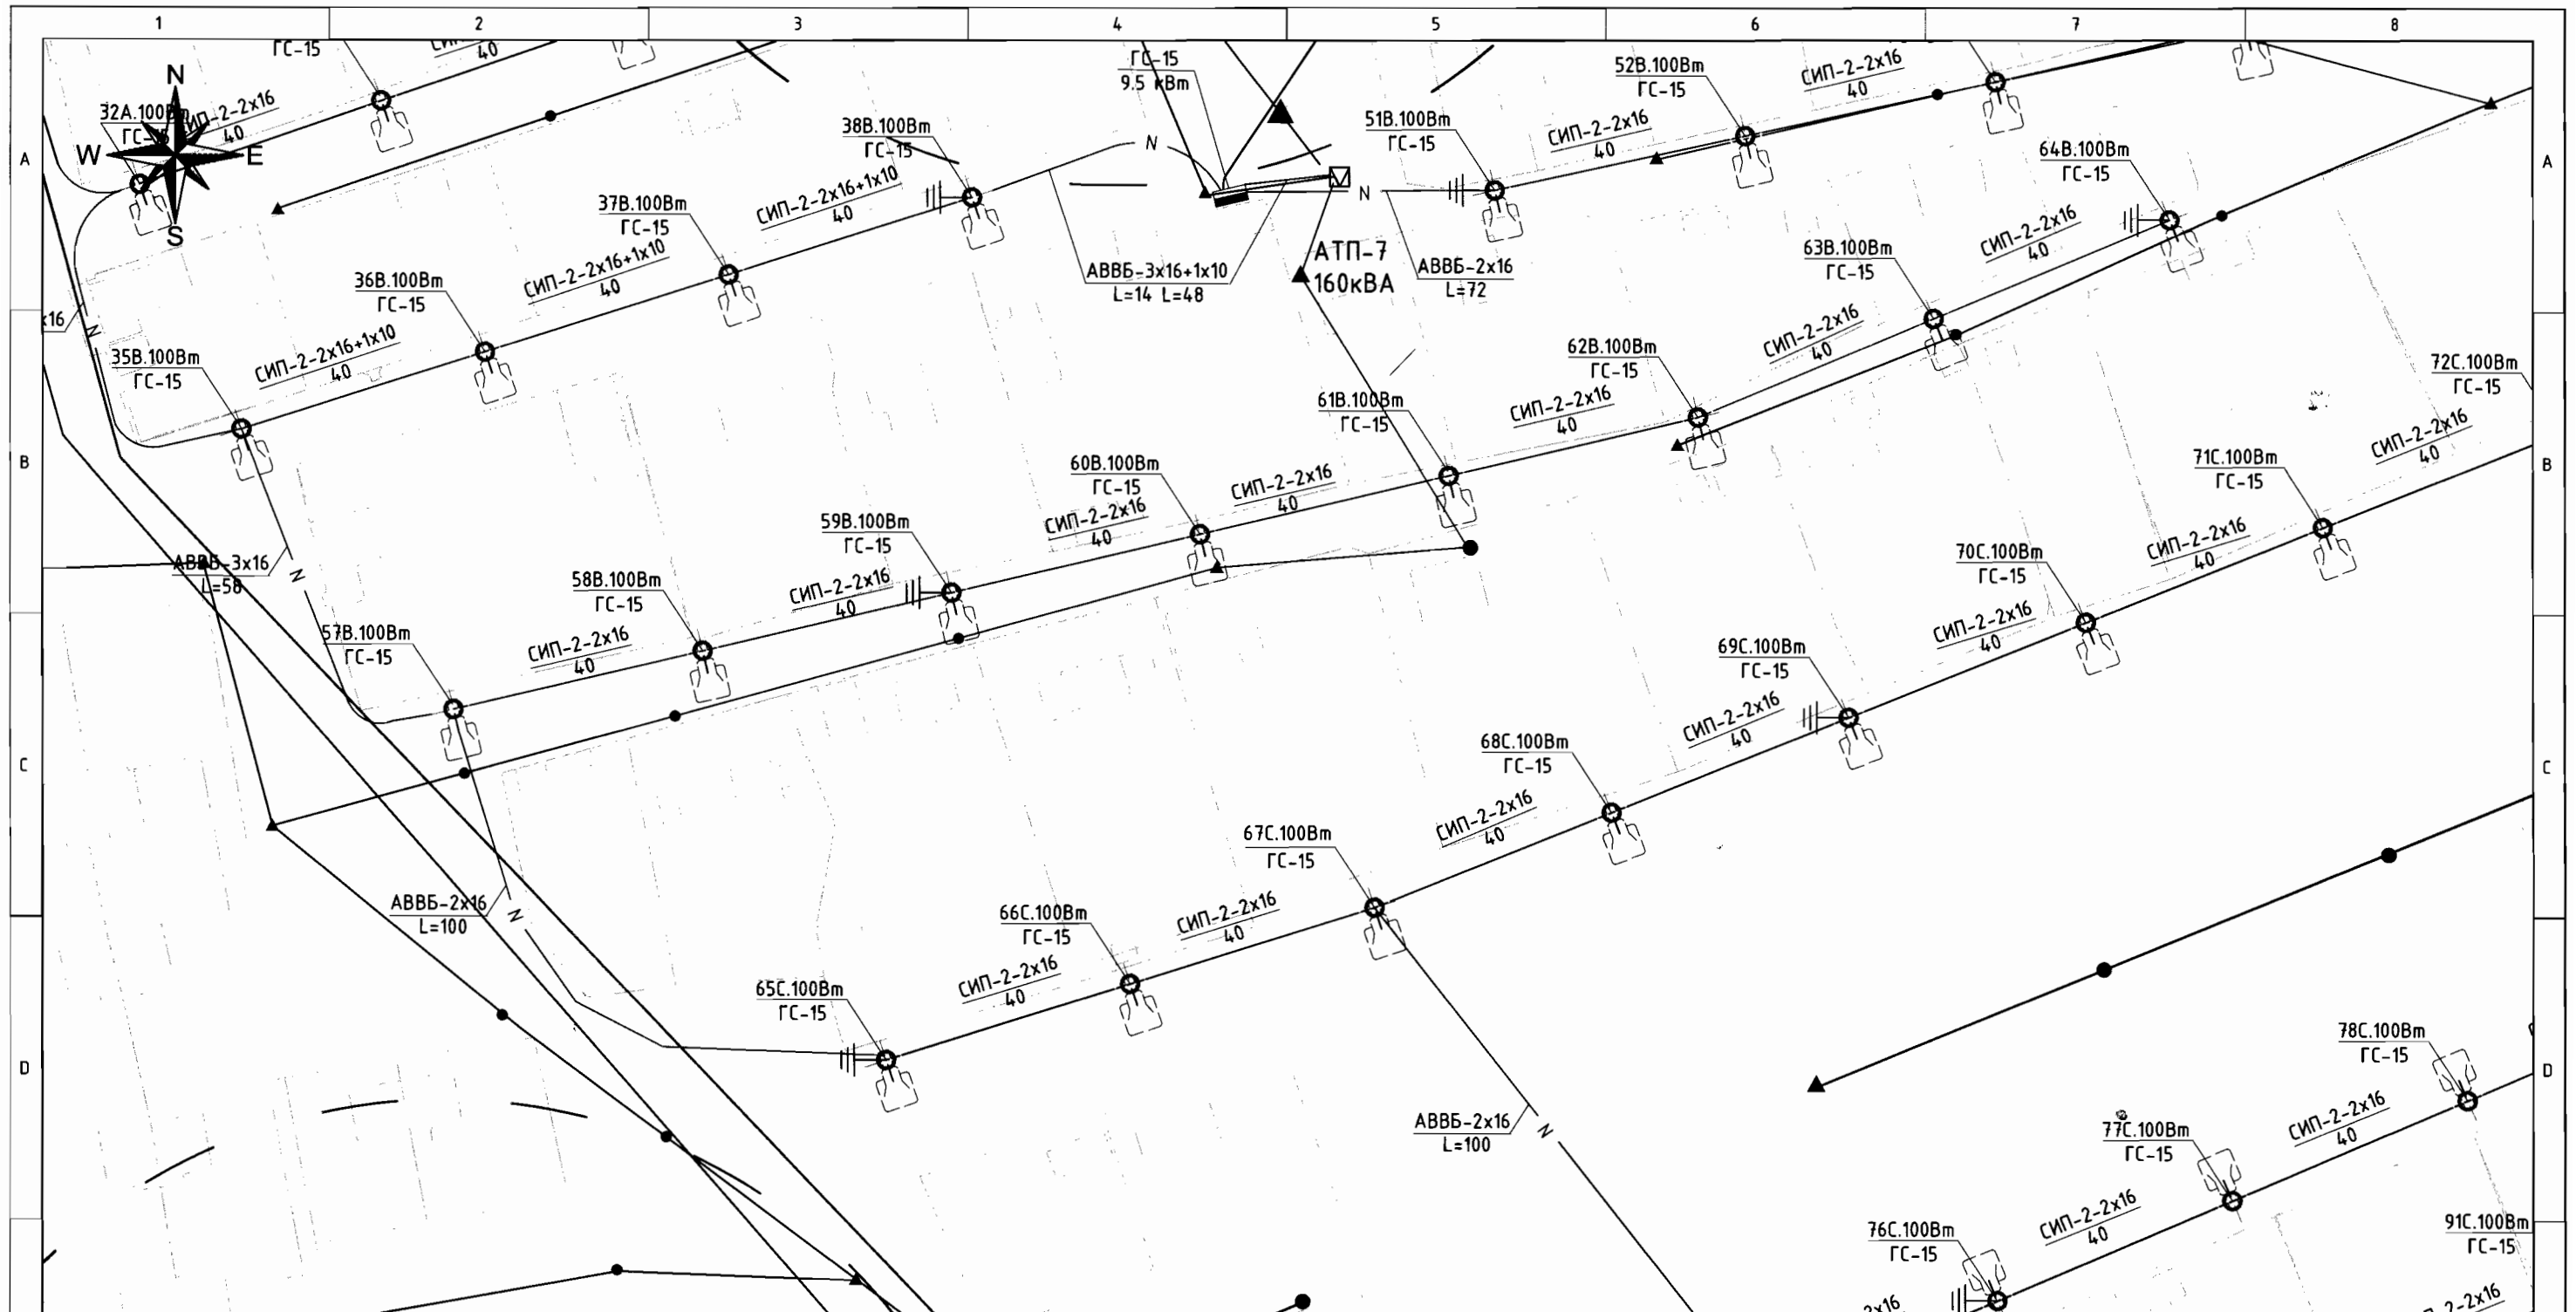 1 2 3 4 5 6 7 8
ГС-15
40
ГС-15
9.5 кВт
52В.100Вт
ГС-15
СИП-2-2х16
40
N
W E
S
32А.100Вт
40
38В.100Вт
ГС-15
N
51В.100Вт
ГС-15
СИП-2-2х16
40
64В.100Вт
ГС-15
A
A
37В.100Вт
ГС-15
СИП-2-2х16+1х10
40
N
АТП-7
160кВА
АВВБ-3х16+1х10
L=14 L=48
АВВБ-2х16
L=72
63В.100Вт
ГС-15
СИП-2-2х16
40
36В.100Вт
ГС-15
СИП-2-2х16+1х10
40
х16
N
35В.100Вт
ГС-15
СИП-2-2х16+1х10
40
62В.100Вт
ГС-15
СИП-2-2х16
40
72С.100Вт
ГС-15
61В.100Вт
ГС-15
СИП-2-2х16
40
СИП-2-2х16
40
B
B
60В.100Вт
ГС-15
СИП-2-2х16
40
СИП-2-2х16
40
71С.100Вт
ГС-15
59В.100Вт
ГС-15
АВВБ-3х16
L=58
N
58В.100Вт
ГС-15
СИП-2-2х16
40
70С.100Вт
ГС-15
СИП-2-2х16
40
57В.100Вт
ГС-15
СИП-2-2х16
40
69С.100Вт
ГС-15
СИП-2-2х16
40
C
C
68С.100Вт
ГС-15
СИП-2-2х16
40
67С.100Вт
ГС-15
СИП-2-2х16
40
АВВБ-2х16
L=100
N
66С.100Вт
ГС-15
СИП-2-2х16
40
65С.100Вт
ГС-15
СИП-2-2х16
40
D
D
78С.100Вт
ГС-15
АВВБ-2х16
L=100
N
77С.100Вт
ГС-15
СИП-2-2х16
40
76С.100Вт
ГС-15
СИП-2-2х16
40
91С.100Вт
ГС-15
2х16
2-2х16